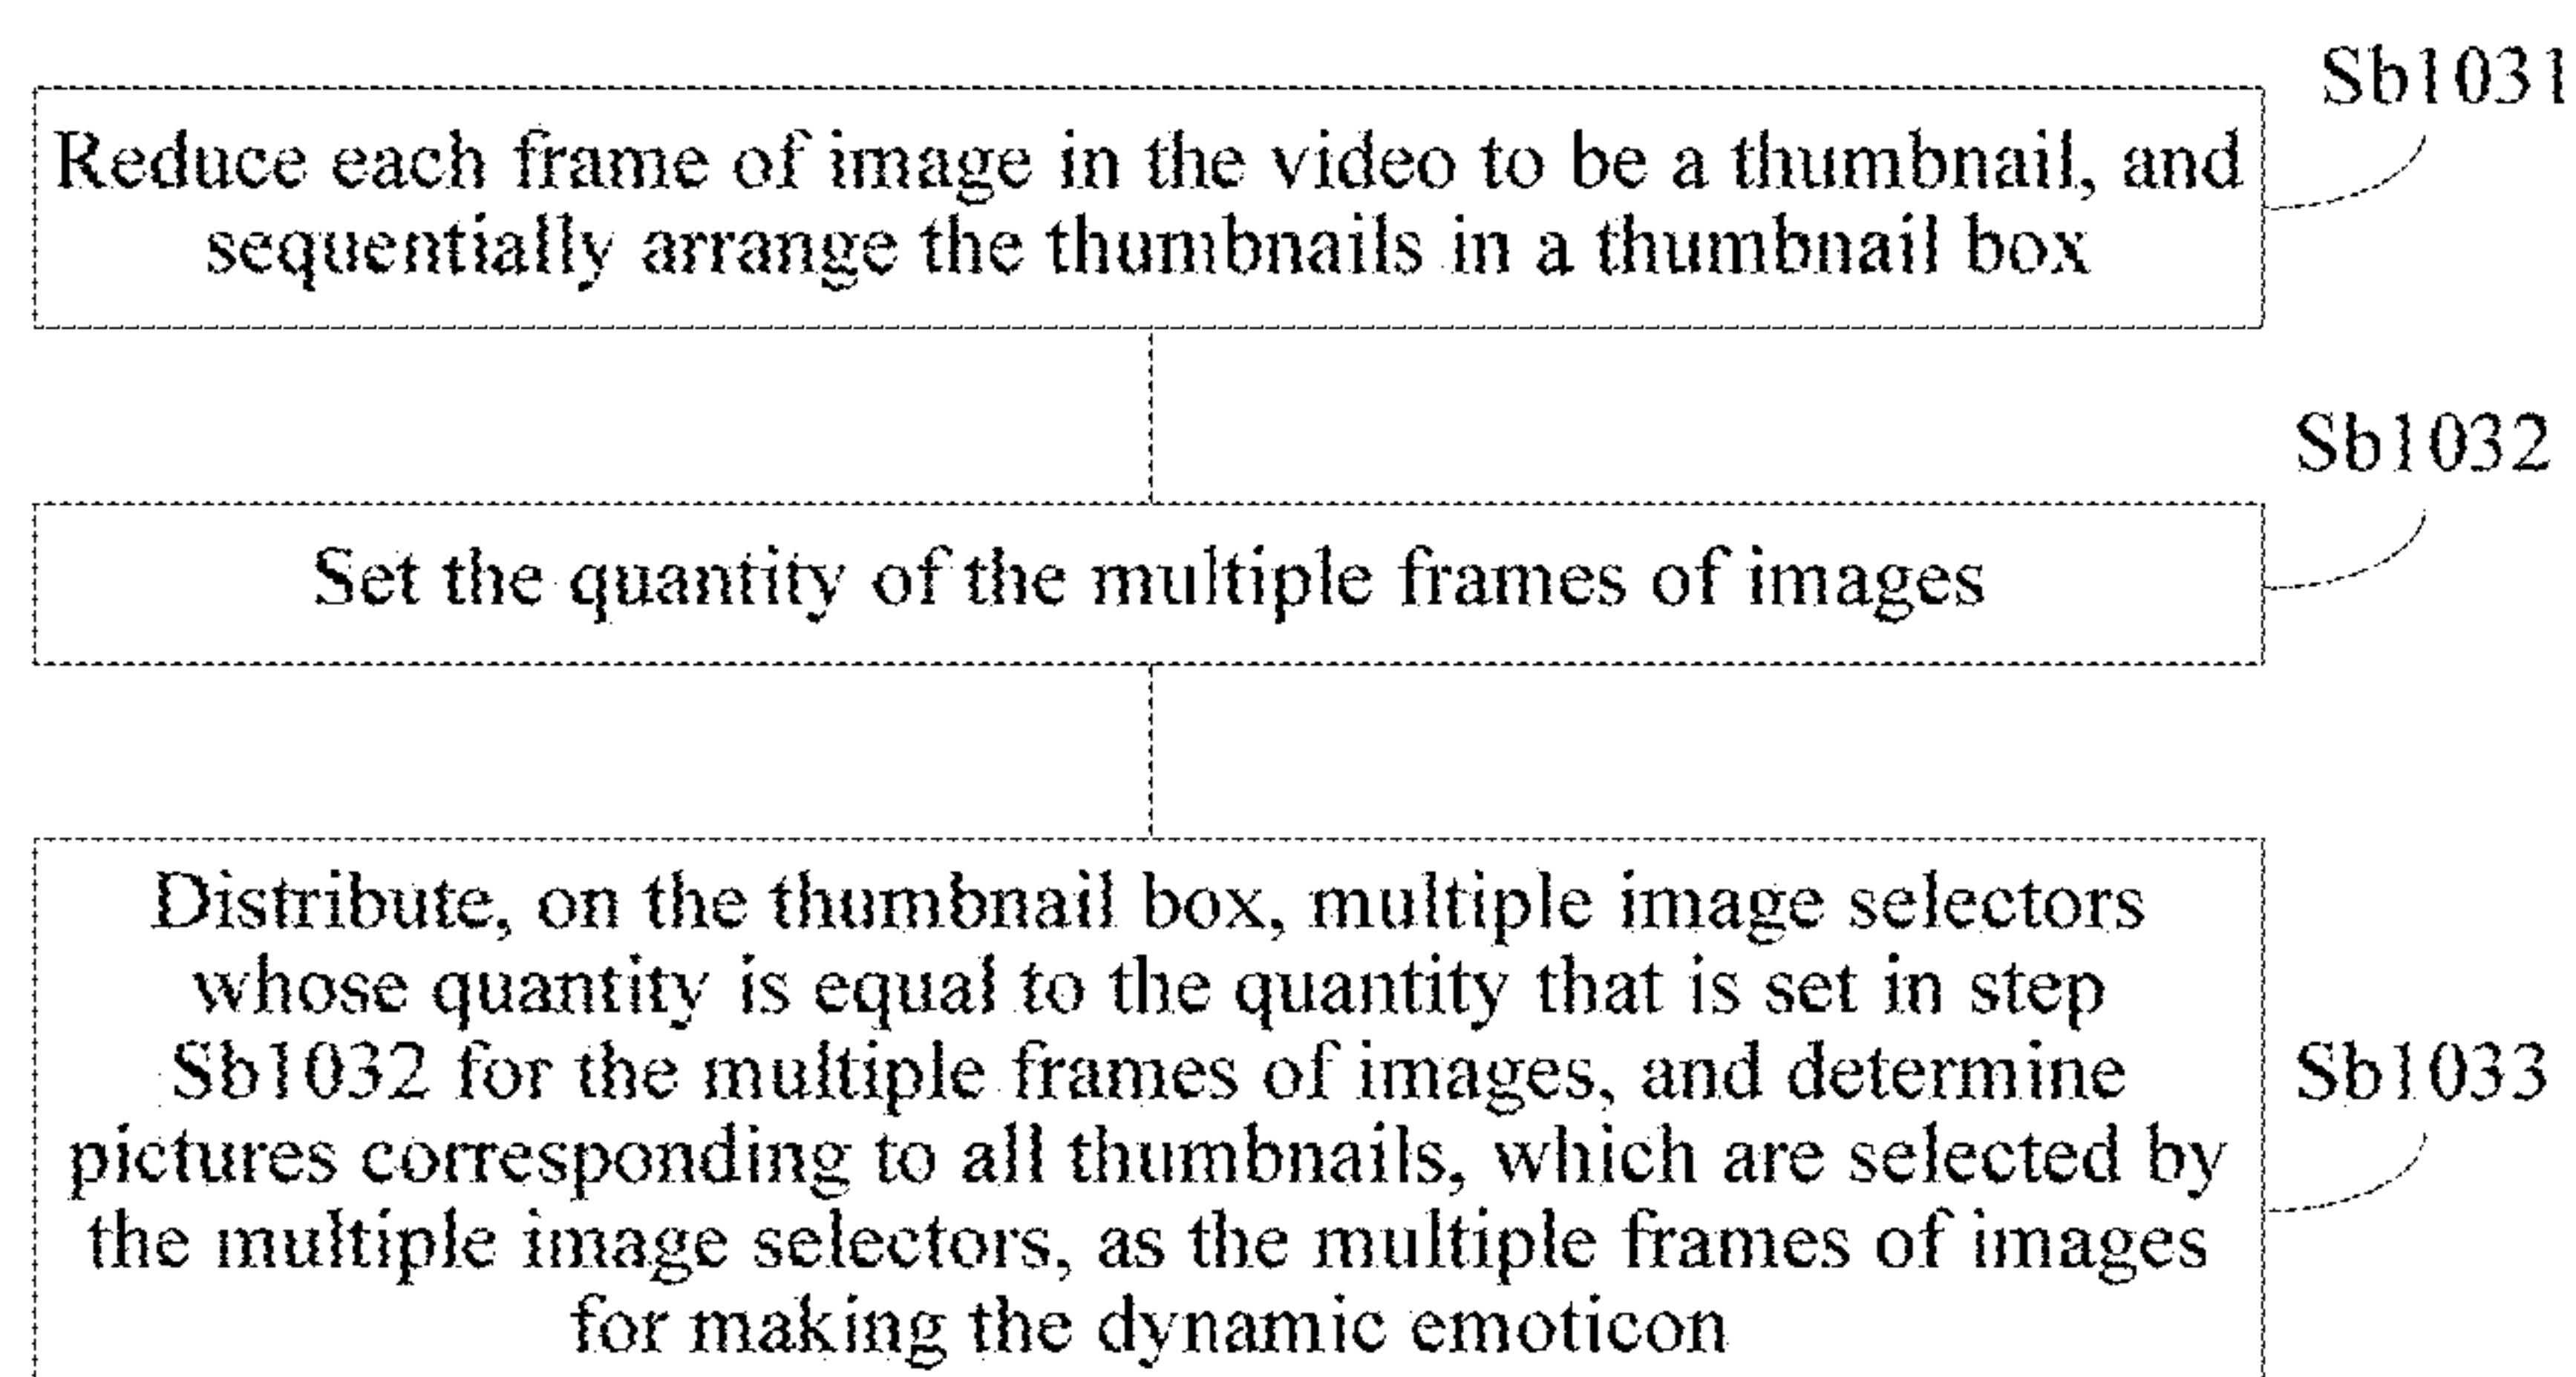 Sb1031
Reduce each frame of image in the video to be a thumbnail, and
sequentially arrange the thumbnails in a thumbnail box
Sb1032
Set the quantity of the multiple frames of images
Distribute, on the thumbnail box, multiple image selectors
whose quantity is equal to the quantity that is set in step
Sb1032 for the multiple frames of images, and determine
Sb1033
pictures corresponding to all thumbnails, which are selected by
the multiple image selectors, as the multiple frames of images
for making the dynamic emoticon